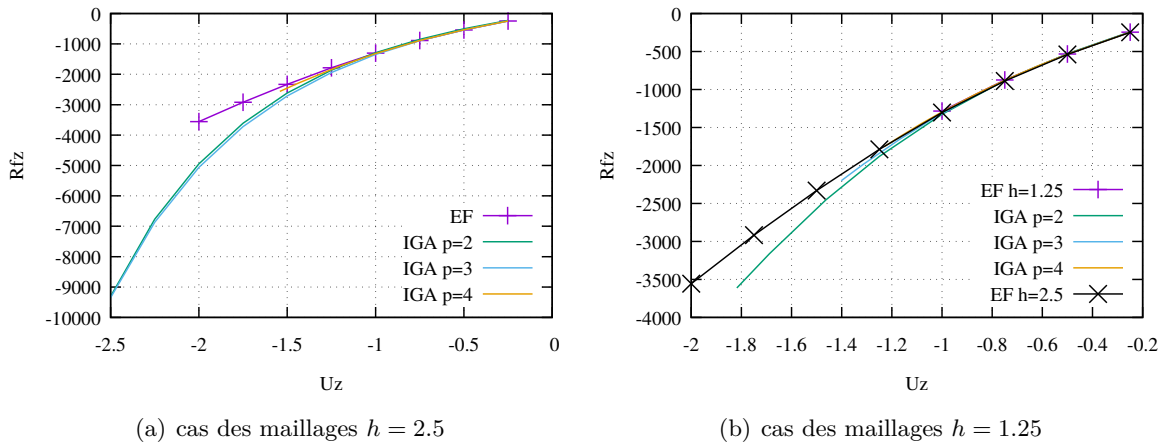 0
-1000
-2000
-3000
-4000
-5000
-6000
-7000
-8000
-9000
-10000
-2.5 -2 -1.5 -1 -0.5 0
Rfz
Uz
EF
IGA p=2
IGA p=3
IGA p=4
(a) cas des maillages h = 2.5
0
-500
-1000
-1500
-2000
-2500
-3000
-3500
-4000
-2 -1.8 -1.6 -1.4 -1.2 -1 -0.8 -0.6 -0.4 -0.2
Rfz
Uz
EF h=1.25
IGA p=2
IGA p=3
IGA p=4
EF h=2.5
(b) cas des maillages h = 1.25